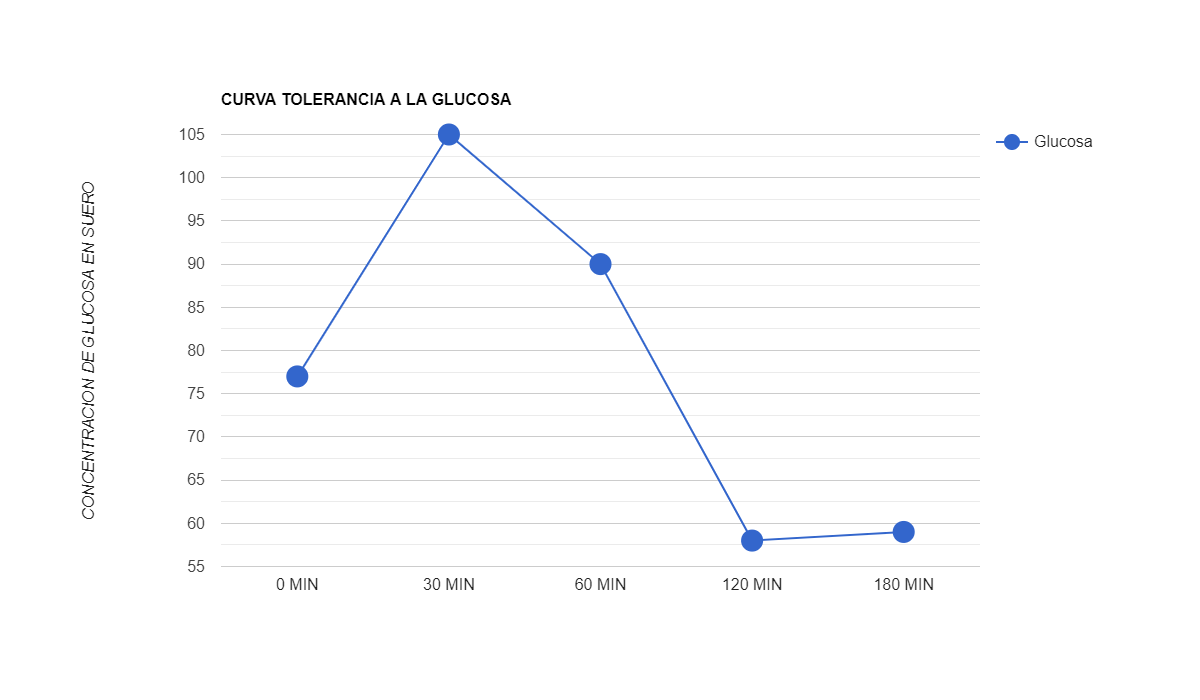 CURVA TOLERANCIA A LA GLUCOSA
CONCENTRACION DE GLUCOSA EN SUERO
105
100
95
90
85
80
75
70
65
60
55
0 MIN
30 MIN
60 MIN
120 MIN
180 MIN
Glucosa